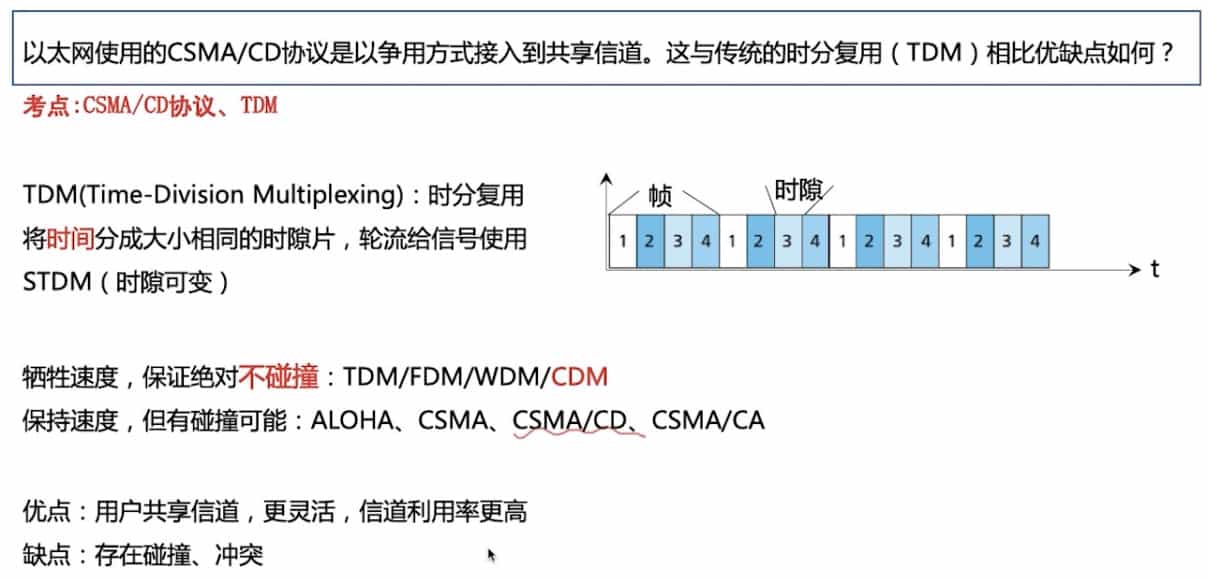 以太网使用的CSMA/CD协议是以争用方式接入到共享信道。这与传统的时分复用（TDM）相比优缺点如何？
考点:CSMA/CD协议、TDM
TDM(Time-Division Multiplexing)：时分复用
将时间分成大小相同的时隙片，轮流给信号使用
STDM（时隙可变）
帧 时隙
1 2 3 4 1 2 3 4 1 2 3 4 1 2 3 4
t
牺牲速度，保证绝对不碰撞：TDM/FDM/WDM/CDM
保持速度，但有碰撞可能：ALOHA、CSMA、CSMA/CD、CSMA/CA
优点：用户共享信道，更灵活，信道利用率更高
缺点：存在碰撞、冲突